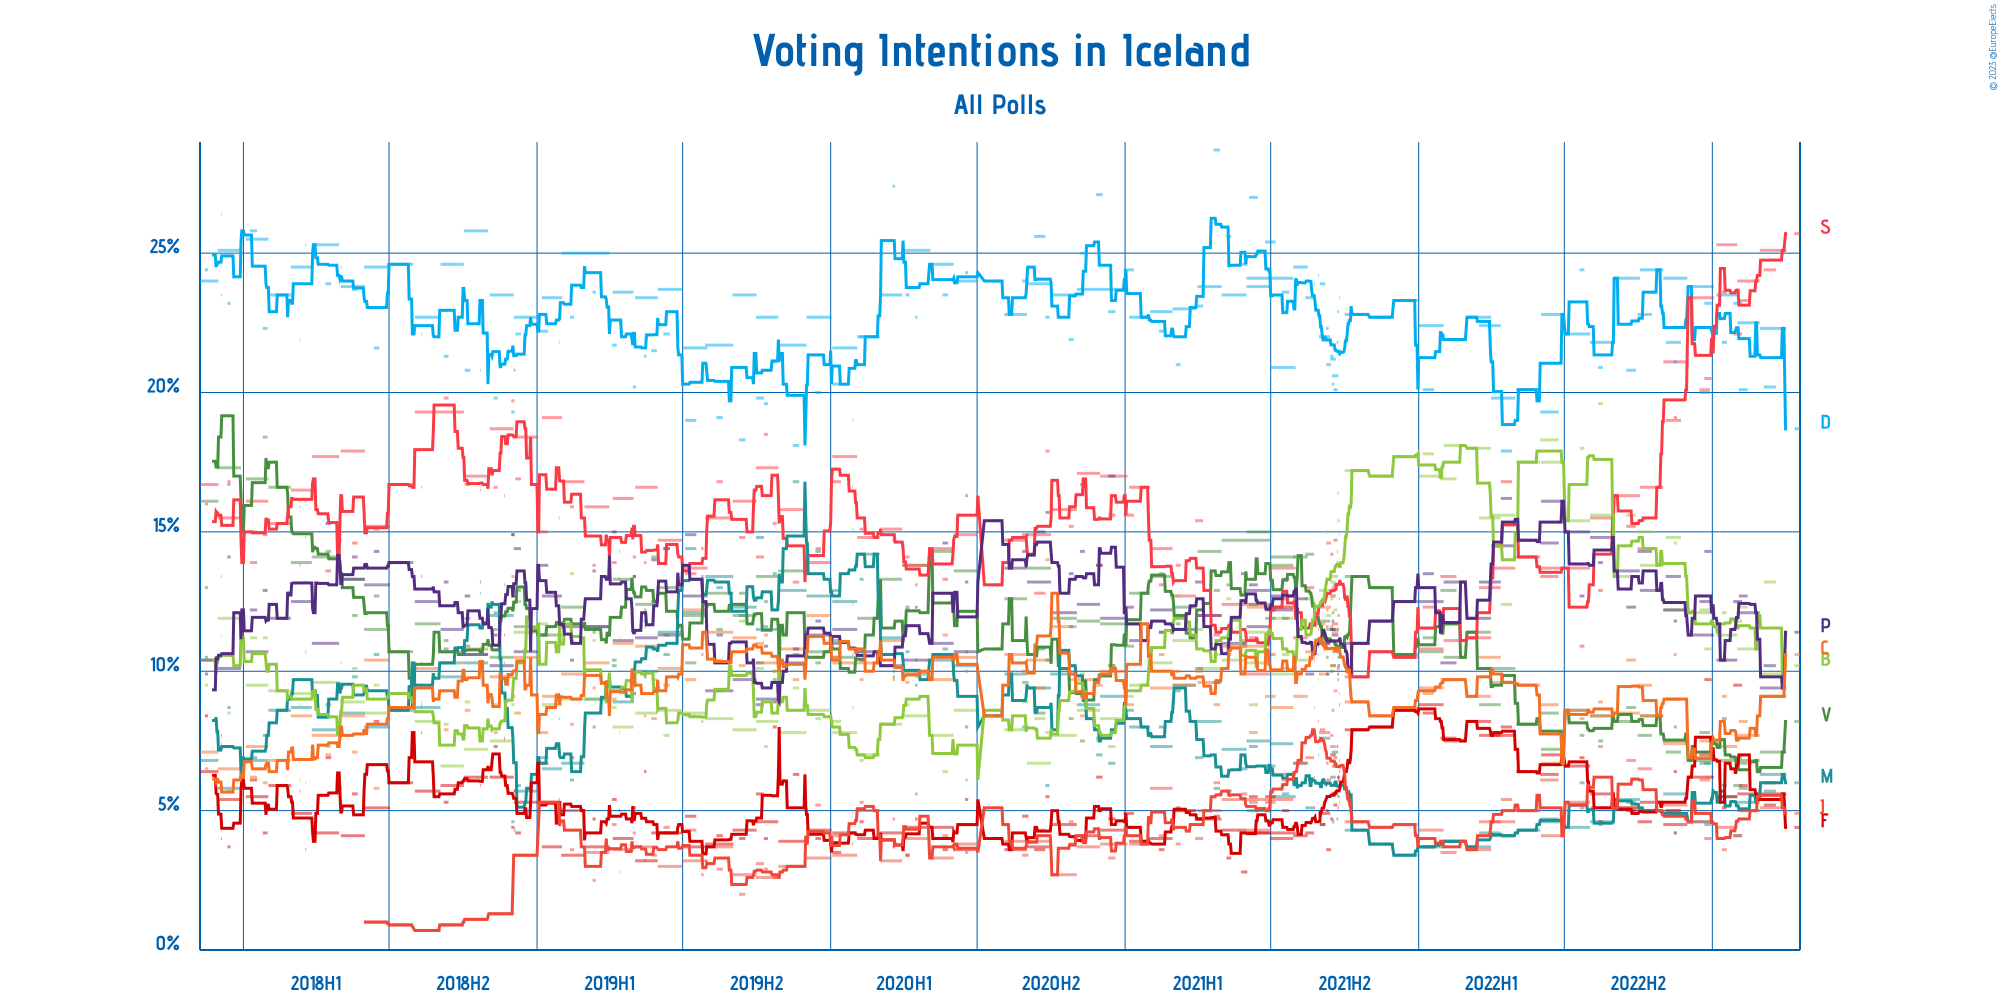 © 2023 @EuropeElects
Voting Intentions in Iceland
All Polls
25%
20%
15%
10%
5%
0%
2018H1 2018H2 2019H1 2019H2 2020H1 2020H2 2021H1 2021H2 2022H1 2022H2
S
D
P
C
B
V
M
J
F